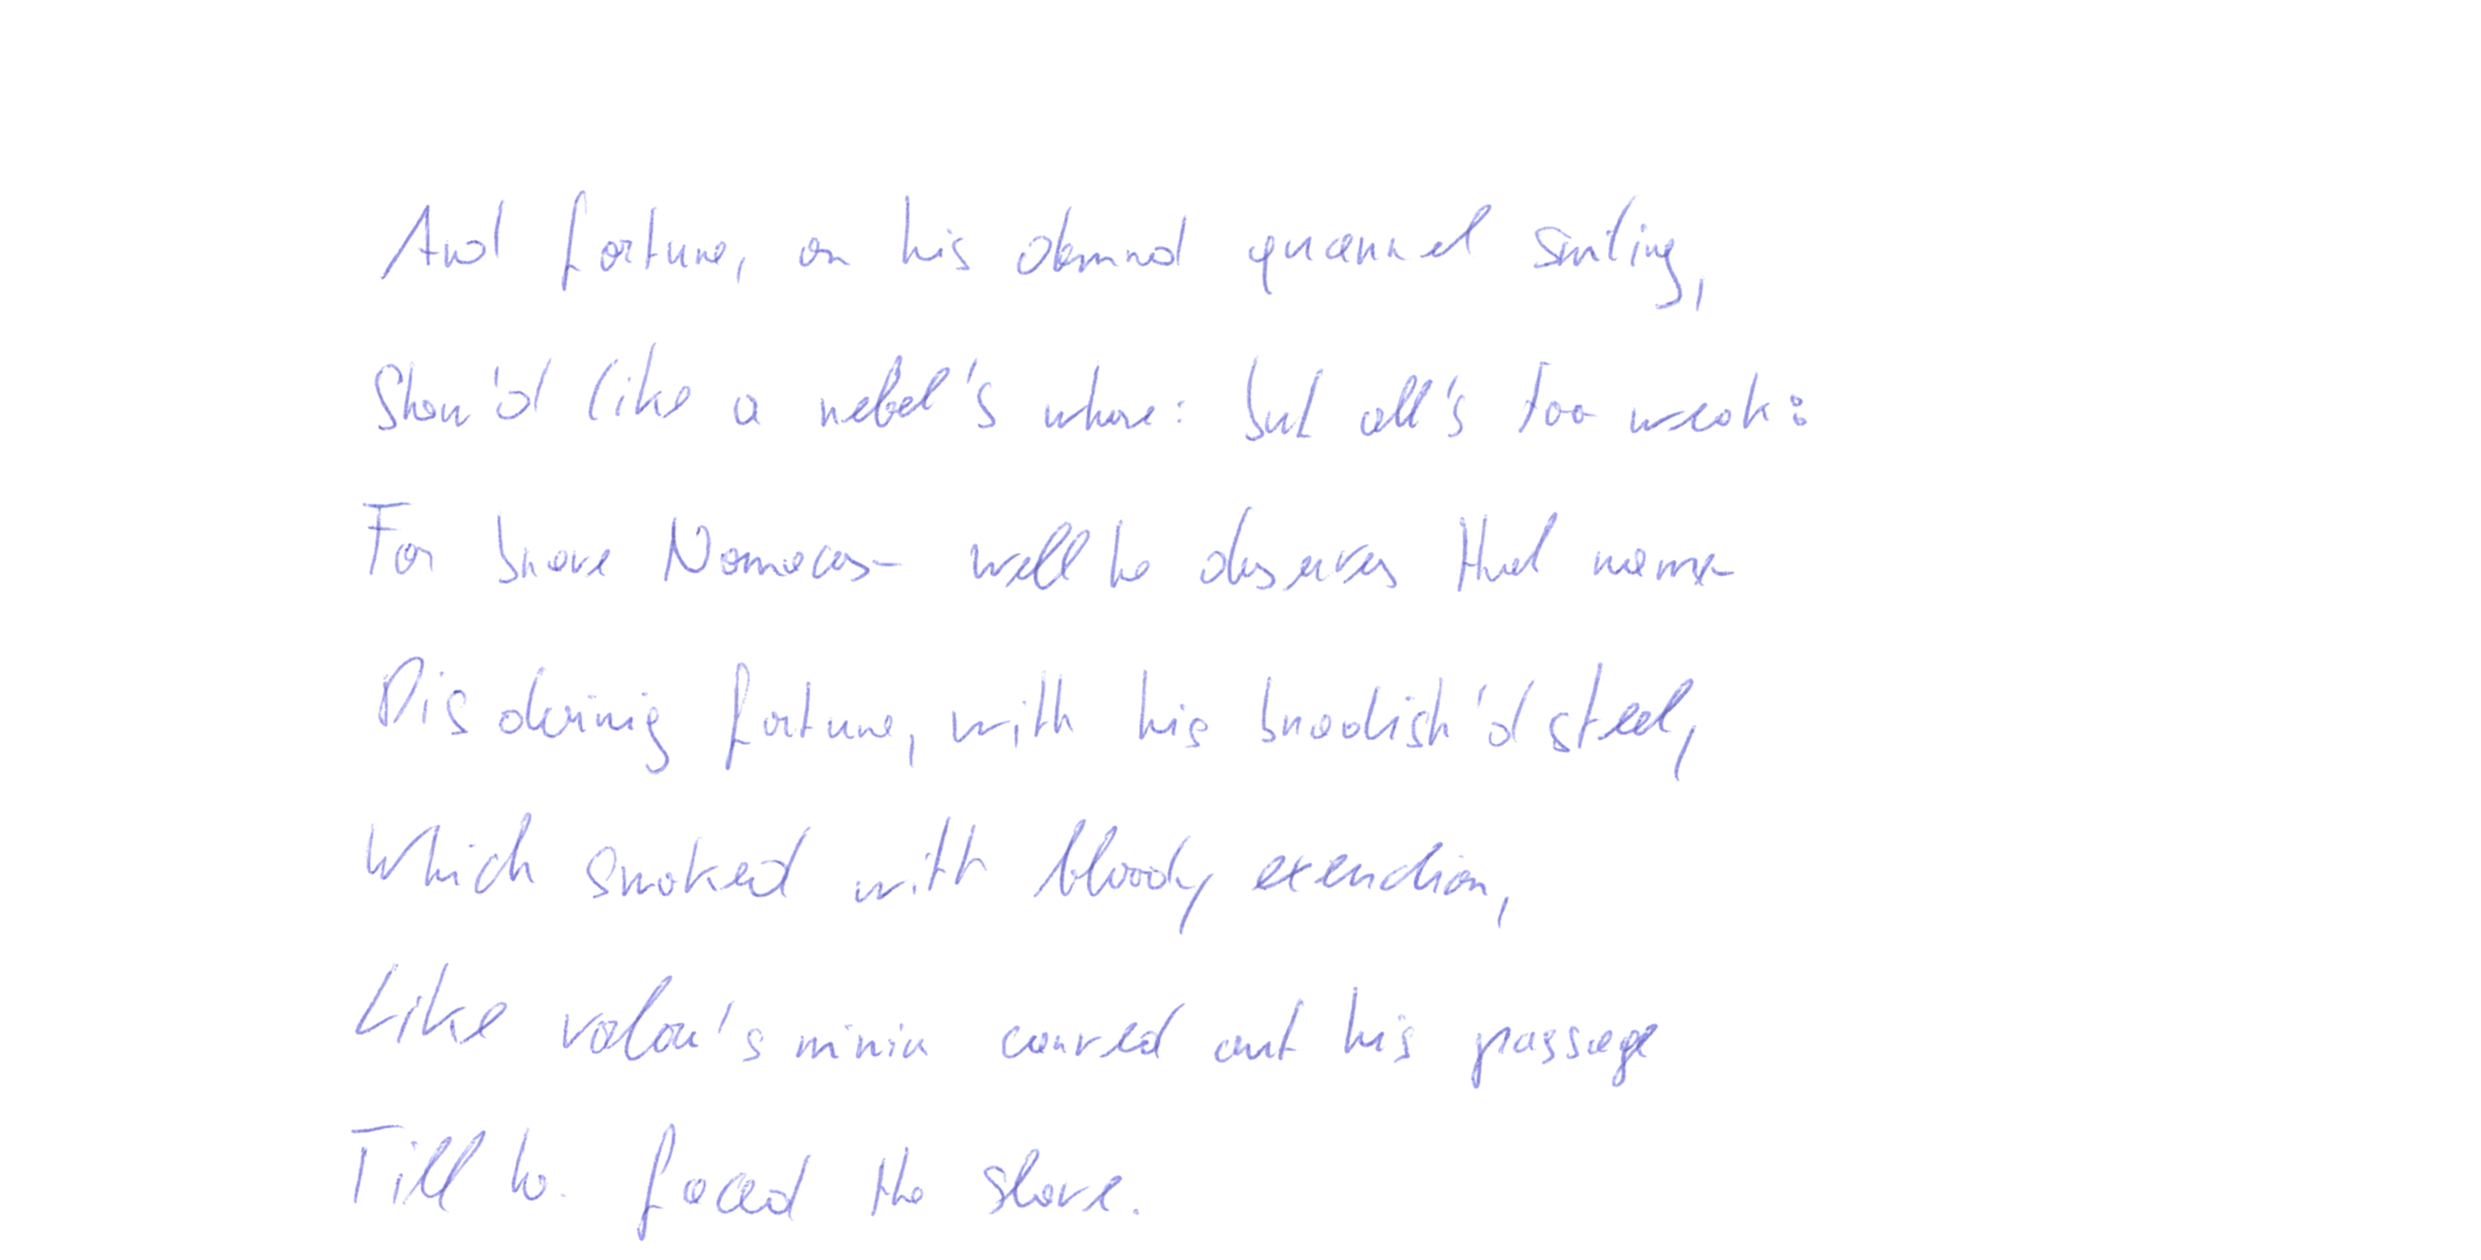 And fortune, on his damned quarrel smiling,
Show'd like a rebel's whore: but all's too weak:
For brave Nomacas- well he deserves that name-
Disdaining fortune, with his brandish'd steel,
Which smoked with bloody execution,
Like valour's minion carved out his passage
Till he faced the slave.